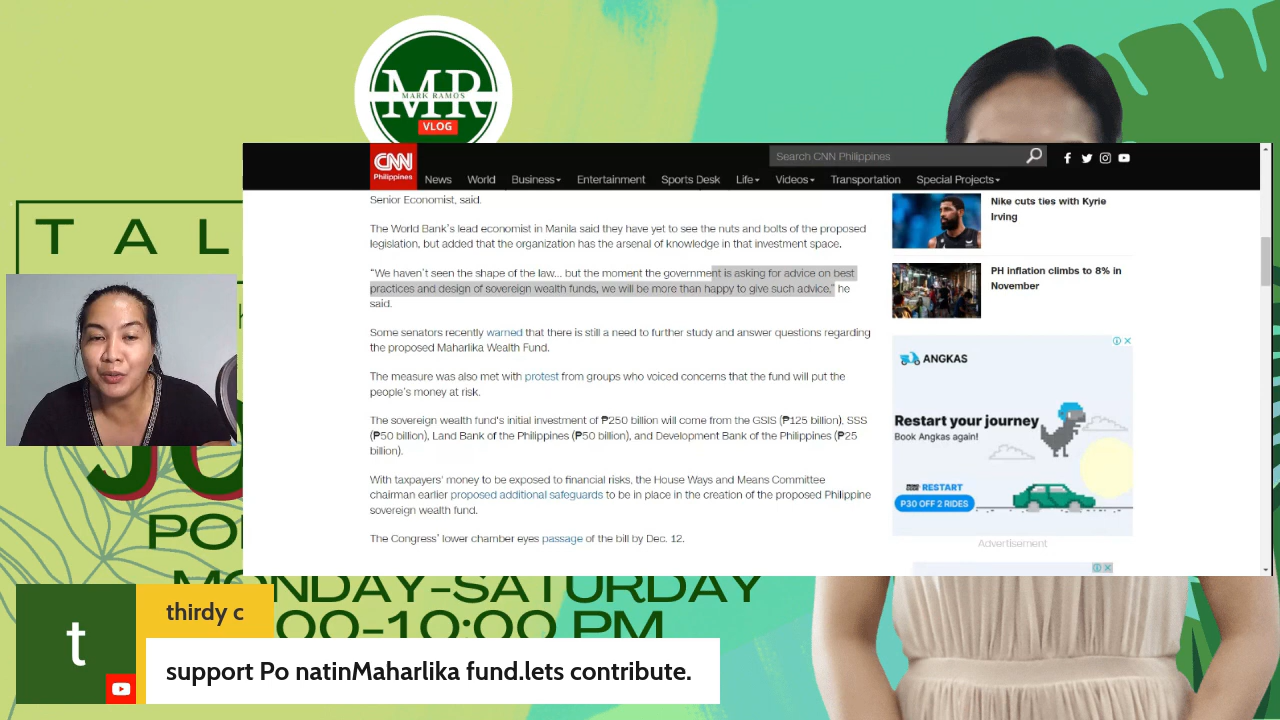 MR
MARK RAMOS
VLOG
TAL
CNN
Philippines
Search CNN Philippines
News World Business Entertainment Sports Desk Life Videos Transportation Special Projects
Senior Economist, said.
The World Bank's lead economist in Manila said they have yet to see the nuts and bolts of the proposed
legislation, but added that the organization has the arsenal of knowledge in that investment space.
"We haven't seen the shape of the law... but the moment the government is asking for advice on best
practices and design of sovereign wealth funds, we will be more than happy to give such advice," he
said.
Some senators recently warned that there is still a need to further study and answer questions regarding
the proposed Maharlika Wealth Fund.
The measure was also met with protest from groups who voiced concerns that the fund will put the
people's money at risk.
The sovereign wealth fund's initial investment of ₱250 billion will come from the GSIS (₱125 billion), SSS
(₱50 billion), Land Bank of the Philippines (₱50 billion), and Development Bank of the Philippines (₱25
billion).
With taxpayers' money to be exposed to financial risks, the House Ways and Means Committee
chairman earlier proposed additional safeguards to be in place in the creation of the proposed Philippine
sovereign wealth fund.
The Congress' lower chamber eyes passage of the bill by Dec. 12.
Nike cuts ties with Kyrie
Irving
PH inflation climbs to 8% in
November
ANGKAS
Restart your journey
Book Angkas again!
RESTART
P30 OFF 2 RIDES
Advertisement
PO
MONDAY-SATURDAY
:00-10:00 PM
t
thirdy c
support Po natinMaharlika fund.lets contribute.